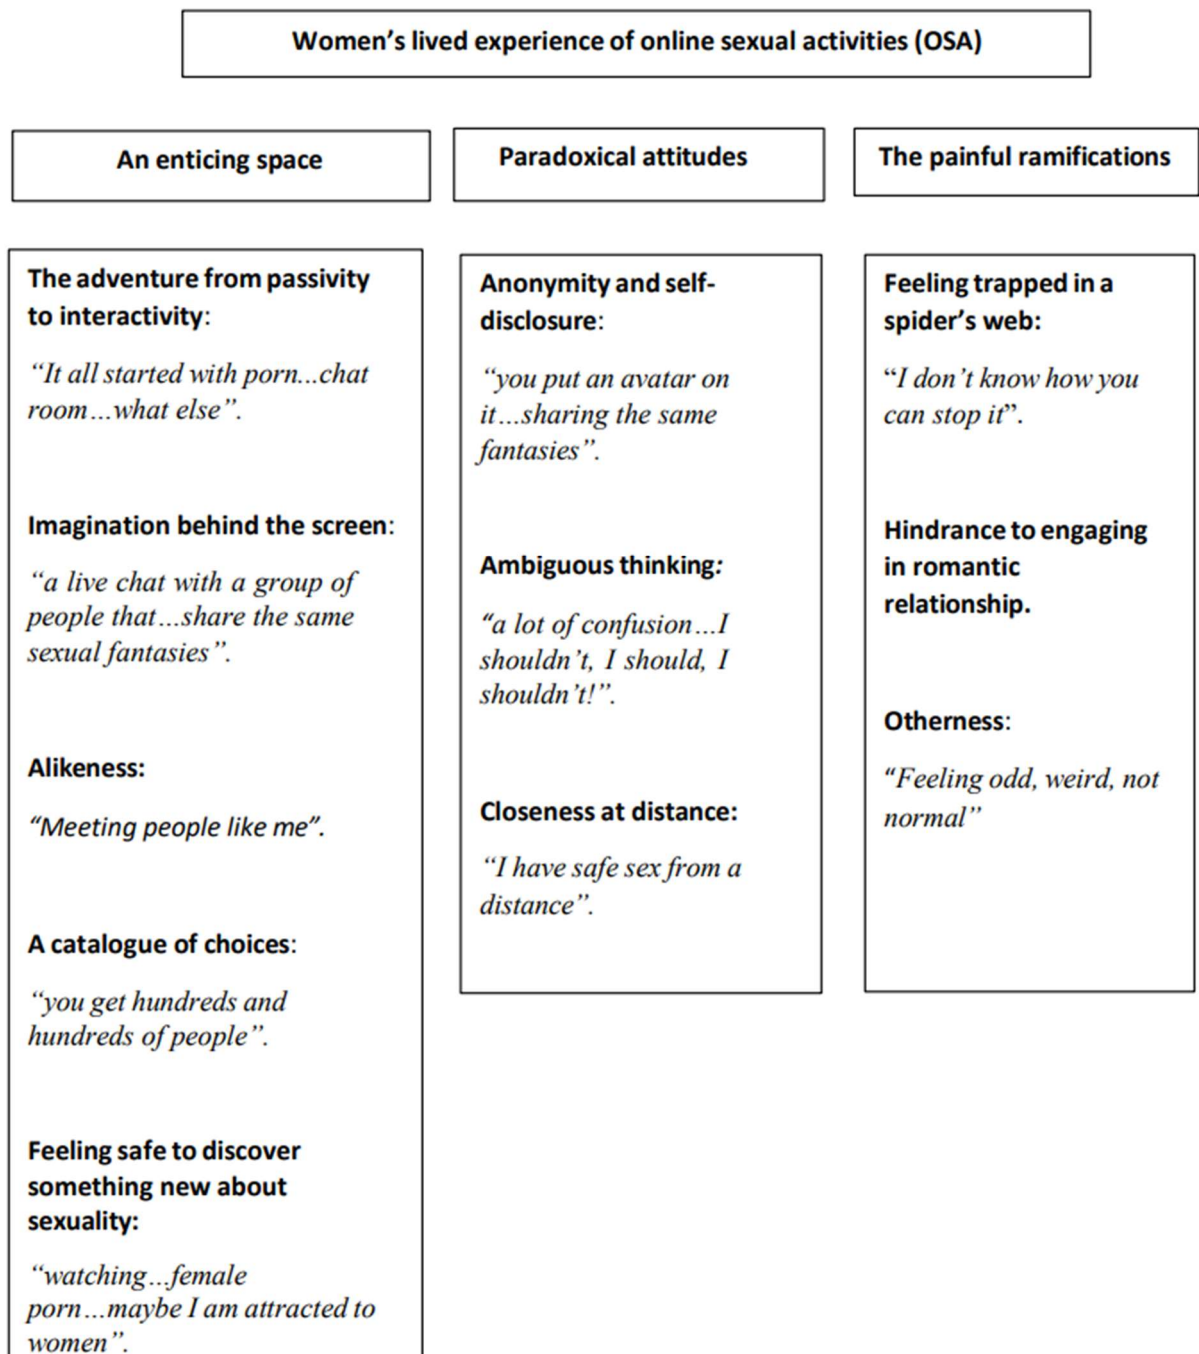 Women’s lived experience of online sexual activities (OSA)
An enticing space
Paradoxical attitudes
The painful ramifications
The adventure from passivity
to interactivity:
“It all started with porn...chat
room...what else”.
Imagination behind the screen:
“a live chat with a group of
people that...share the same
sexual fantasies”.
Alikeness:
“Meeting people like me”.
A catalogue of choices:
“you get hundreds and
hundreds of people”.
Feeling safe to discover
something new about
sexuality:
“watching...female
porn...maybe I am attracted to
women”.
Anonymity and self-
disclosure:
“you put an avatar on
it...sharing the same
fantasies”.
Ambiguous thinking:
“a lot of confusion...I
shouldn’t, I should, I
shouldn’t!”.
Closeness at distance:
“I have safe sex from a
distance”.
Feeling trapped in a
spider’s web:
“I don’t know how you
can stop it”.
Hindrance to engaging
in romantic
relationship.
Otherness:
“Feeling odd, weird, not
normal”